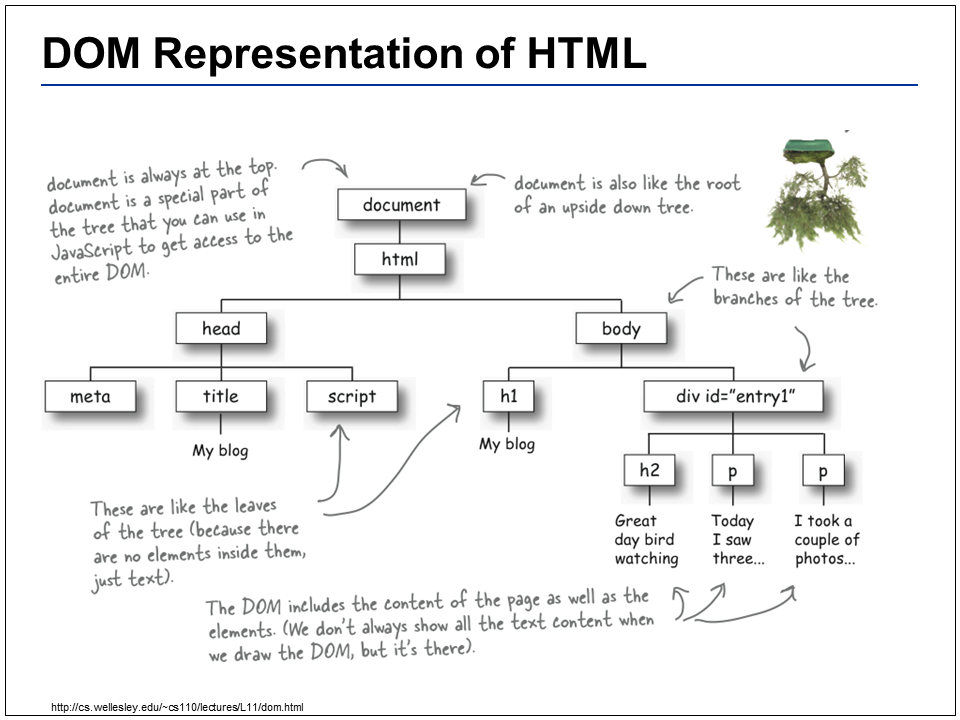 DOM Representation of HTML
document is always at the top.
document is a special part of
the tree that you can use in
JavaScript to get access to the
entire DOM.
document is also like the root
of an upside down tree.
document
html
These are like the
branches of the tree.
head
body
meta
title
script
h1
div id="entry1"
My blog
My blog
h2
p
p
Great
day bird
watching
Today
I saw
three...
I took a
couple of
photos...
These are like the leaves
of the tree (because there
are no elements inside them,
just text).
The DOM includes the content of the page as well as the
elements. (We don't always show all the text content when
we draw the DOM, but it's there).
http://cs.wellesley.edu/~cs110/lectures/L11/dom.html